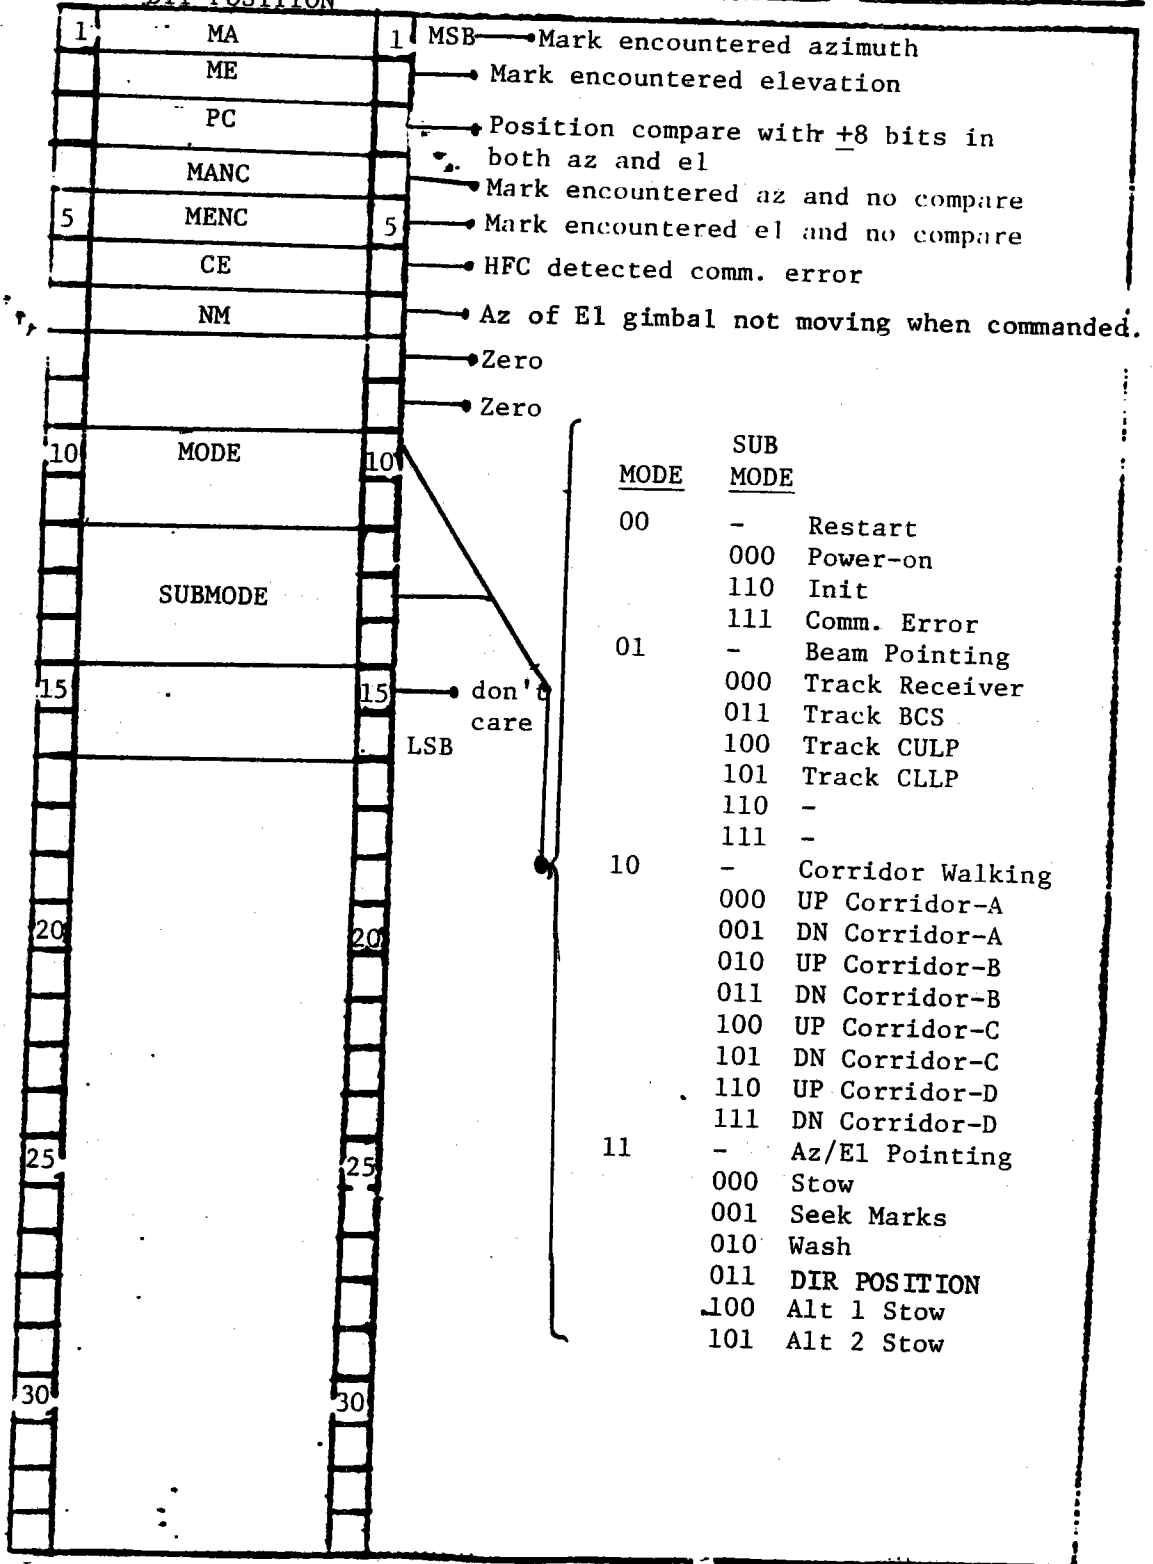 BIT POSITION
1 MA 1 MSB Mark encountered azimuth
ME Mark encountered elevation
PC Position compare with ±8 bits in
both az and el
MANC Mark encountered az and no compare
5 MENC 5 Mark encountered el and no compare
CE HFC detected comm. error
NM Az of El gimbal not moving when commanded.
Zero
Zero
10 MODE 10
SUBMODE
15 15 don't
care
LSB
20 20
25 25
30 30
SUB
MODE MODE
00 - Restart
000 Power-on
110 Init
111 Comm. Error
01 - Beam Pointing
000 Track Receiver
011 Track BCS
100 Track CULP
101 Track CLLP
110 -
111 -
10 - Corridor Walking
000 UP Corridor-A
001 DN Corridor-A
010 UP Corridor-B
011 DN Corridor-B
100 UP Corridor-C
101 DN Corridor-C
110 UP Corridor-D
111 DN Corridor-D
11 - Az/El Pointing
000 Stow
001 Seek Marks
010 Wash
011 DIR POSITION
100 Alt 1 Stow
101 Alt 2 Stow